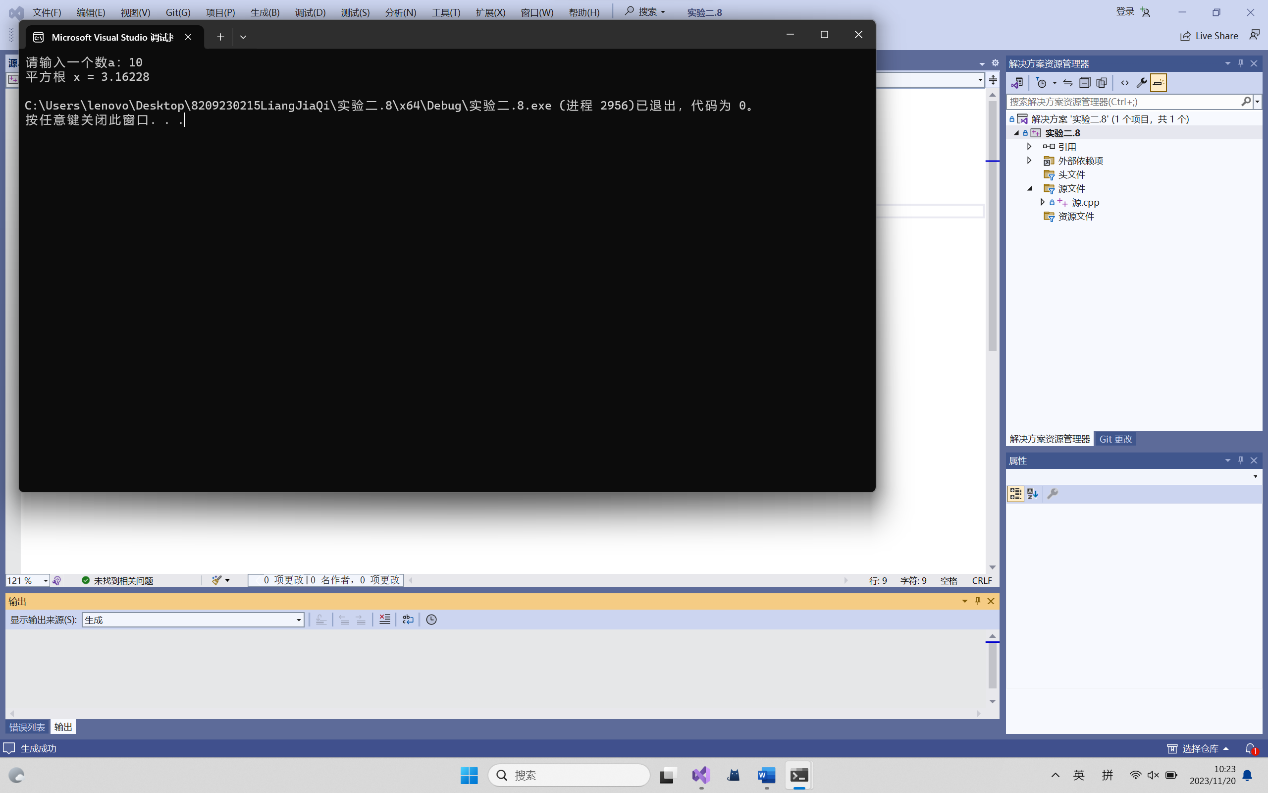 文件(F) 编辑(E) 视图(V) Git(G) 项目(P) 生成(B) 调试(D) 测试(S) 分析(N) 工具(T) 扩展(X) 窗口(W) 帮助(H) 搜索 实验二.8 登录
Live Share
Microsoft Visual Studio 调试
请输入一个数a: 10
平方根 x = 3.16228
C:\Users\lenovo\Desktop\8209230215LiangJiaQi\实验二.8\x64\Debug\实验二.8.exe (进程 2956)已退出，代码为 0。
按任意键关闭此窗口. . .
解决方案资源管理器
搜索解决方案资源管理器(Ctrl+;)
解决方案 '实验二.8' (1 个项目，共 1 个)
实验二.8
引用
外部依赖项
头文件
源文件
源.cpp
资源文件
解决方案资源管理器 Git 更改
属性
121 % 未找到相关问题 0 项更改|0 名作者，0 项更改 行: 9 字符: 9 空格 CRLF
输出
显示输出来源(S): 生成
错误列表 输出
生成成功 选择仓库 1
搜索 英 拼 10:23
2023/11/20